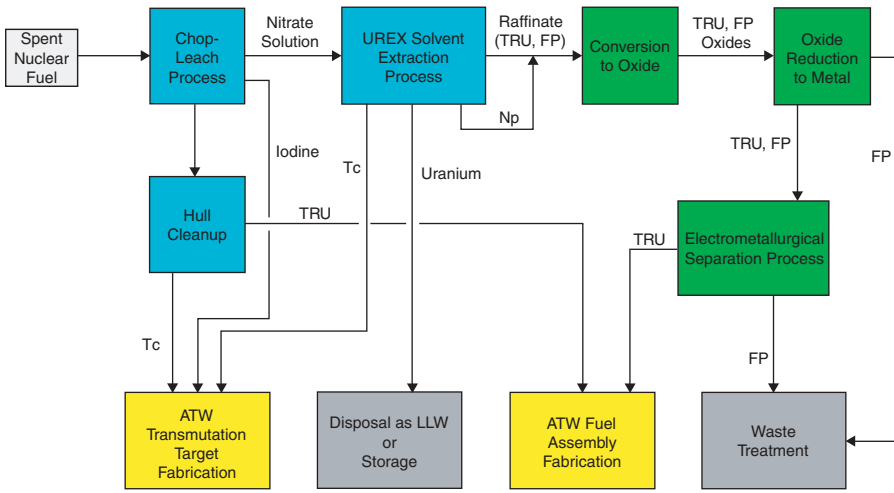 Spent
Nuclear
Fuel
Chop-
Leach
Process
Nitrate
Solution
UREX Solvent
Extraction
Process
Raffinate
(TRU, FP)
Conversion
to Oxide
TRU, FP
Oxides
Oxide
Reduction
to Metal
Np
Iodine
Tc
Uranium
TRU, FP
FP
Hull
Cleanup
TRU
TRU
Electrometallurgical
Separation Process
Tc
FP
ATW
Transmutation
Target
Fabrication
Disposal as LLW
or
Storage
ATW Fuel
Assembly
Fabrication
Waste
Treatment